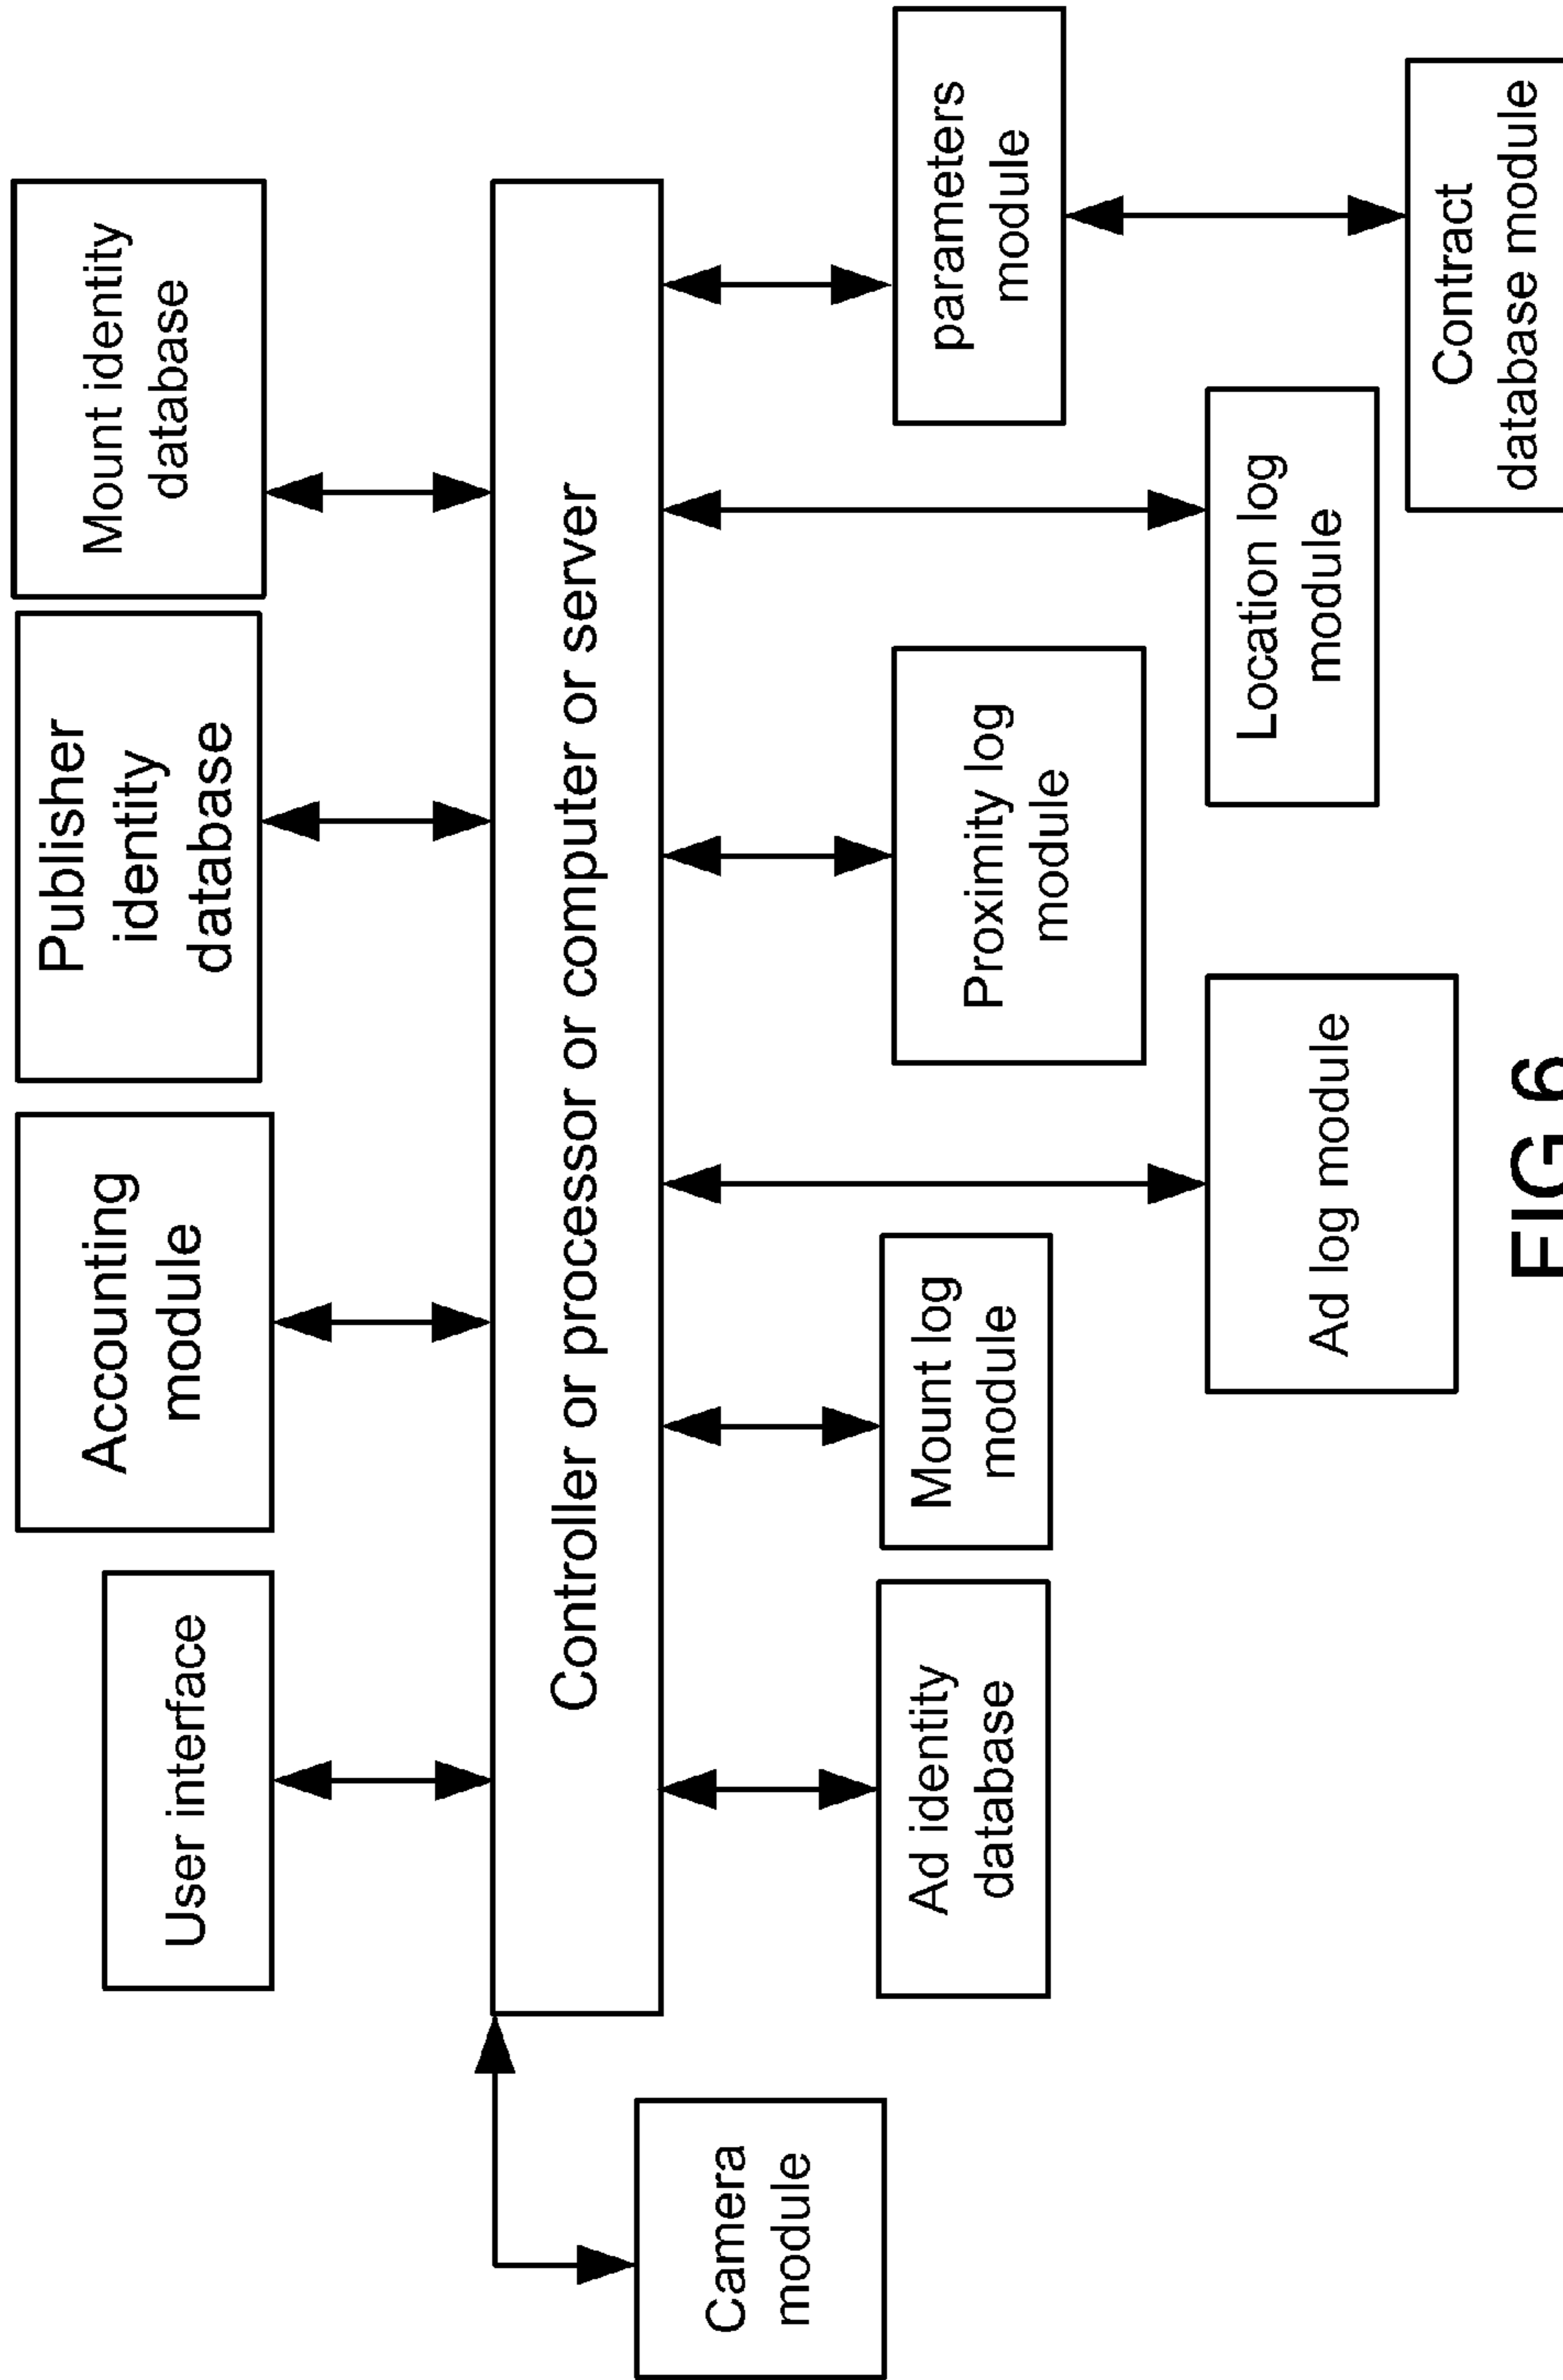 User interface
Accounting
module
Publisher
identity
database
Mount identity
database
Controller or processor or computer or server
Camera
module
Ad identity
database
Mount log
module
Proximity log
module
parameters
module
Ad log module
Location log
module
Contract
database module
FIG 6